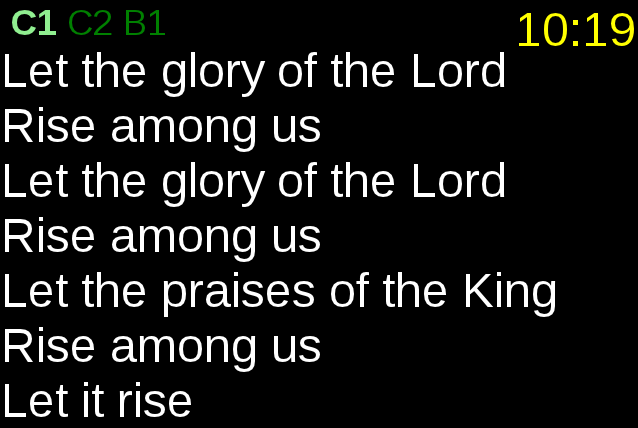 C1 C2 B1
10:19
Let the glory of the Lord
Rise among us
Let the glory of the Lord
Rise among us
Let the praises of the King
Rise among us
Let it rise